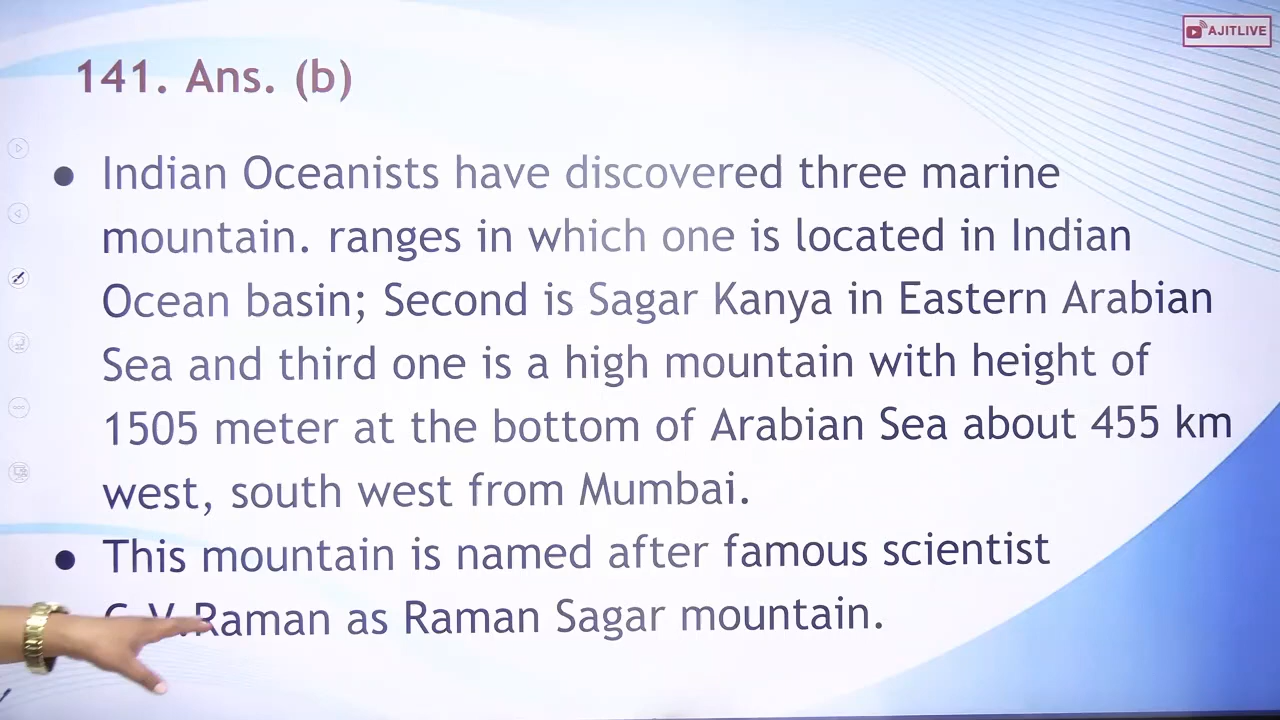 AJITLIVE
141. Ans. (b)
• Indian Oceanists have discovered three marine
mountain. ranges in which one is located in Indian
Ocean basin; Second is Sagar Kanya in Eastern Arabian
Sea and third one is a high mountain with height of
1505 meter at the bottom of Arabian Sea about 455 km
west, south west from Mumbai.
• This mountain is named after famous scientist
C.V.Raman as Raman Sagar mountain.